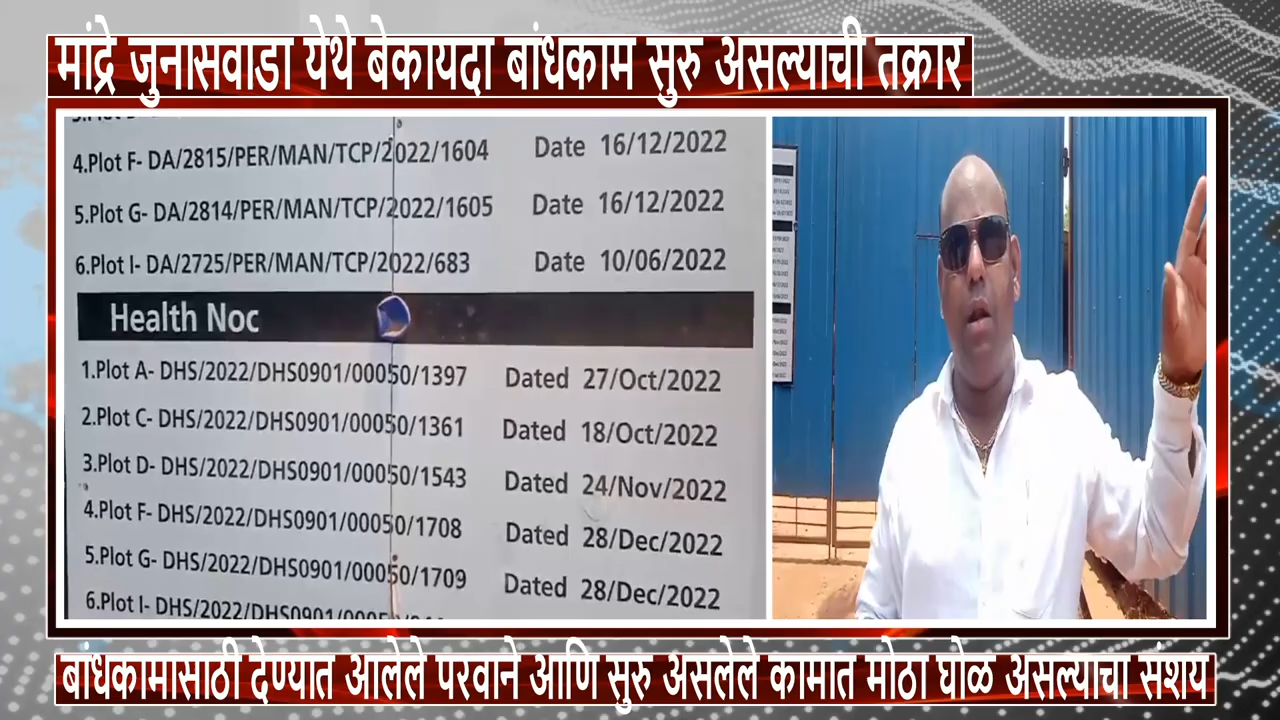 मांद्रे जुनासवाडा येथे बेकायदा बांधकाम सुरु असल्याची तक्रार
4.Plot F- DA/2815/PER/MAN/TCP/2022/1604 Date 16/12/2022
5.Plot G- DA/2814/PER/MAN/TCP/2022/1605 Date 16/12/2022
6.Plot I- DA/2725/PER/MAN/TCP/2022/683 Date 10/06/2022
Health Noc
1.Plot A- DHS/2022/DHS0901/00050/1397 Dated 27/Oct/2022
2.Plot C- DHS/2022/DHS0901/00050/1361 Dated 18/Oct/2022
3.Plot D- DHS/2022/DHS0901/00050/1543 Dated 24/Nov/2022
4.Plot F- DHS/2022/DHS0901/00050/1708 Dated 28/Dec/2022
5.Plot G- DHS/2022/DHS0901/00050/1709 Dated 28/Dec/2022
6.Plot I- DHS/2022/DHS0901/0005
बांधकामासाठी देण्यात आलेले परवाने आणि सुरु असलेले कामात मोठा घोळ असल्याचा संशय